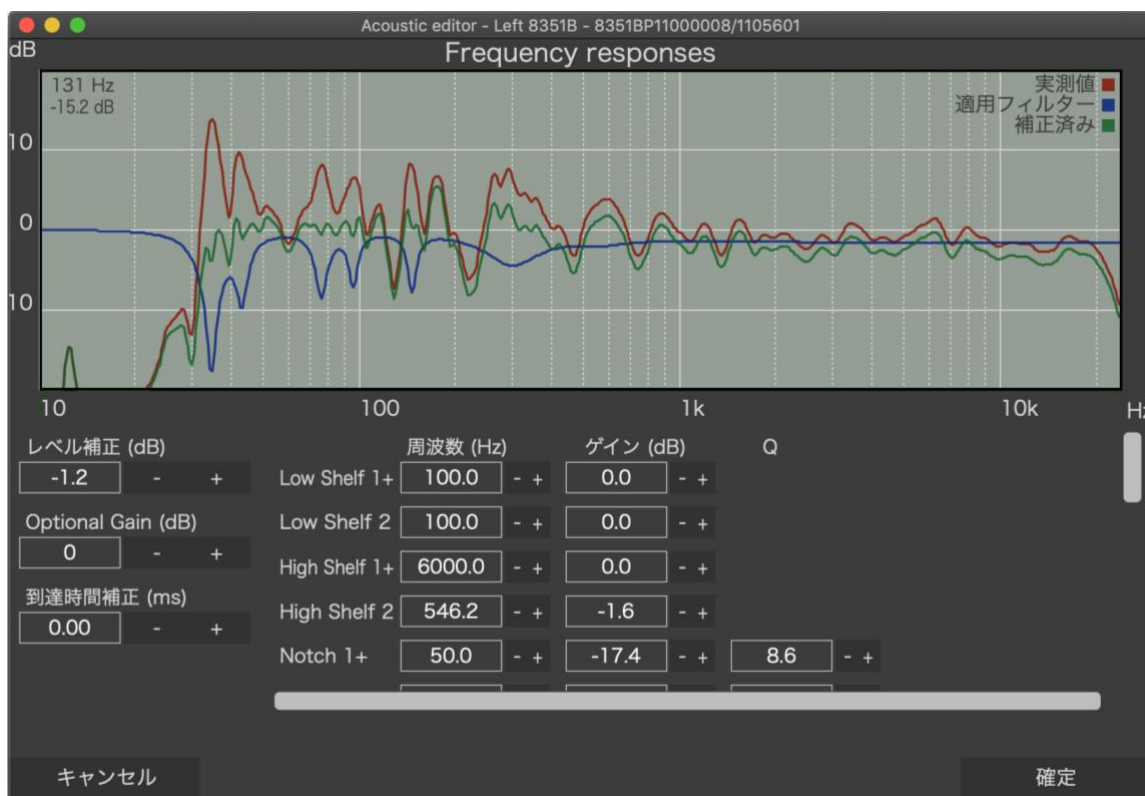 Acoustic editor - Left 8351B - 8351BP11000008/1105601
dB
Frequency responses
131 Hz
-15.2 dB
実測値
適用フィルター
補正済み
10
0
10
10 100 1k 10k Hz
レベル補正 (dB)
-1.2 - +
Optional Gain (dB)
0 - +
到達時間補正 (ms)
0.00 - +
周波数 (Hz) ゲイン (dB) Q
Low Shelf 1+ 100.0 - + 0.0 - +
Low Shelf 2 100.0 - + 0.0 - +
High Shelf 1+ 6000.0 - + 0.0 - +
High Shelf 2 546.2 - + -1.6 - +
Notch 1+ 50.0 - + -17.4 - + 8.6 - +
キャンセル
確定